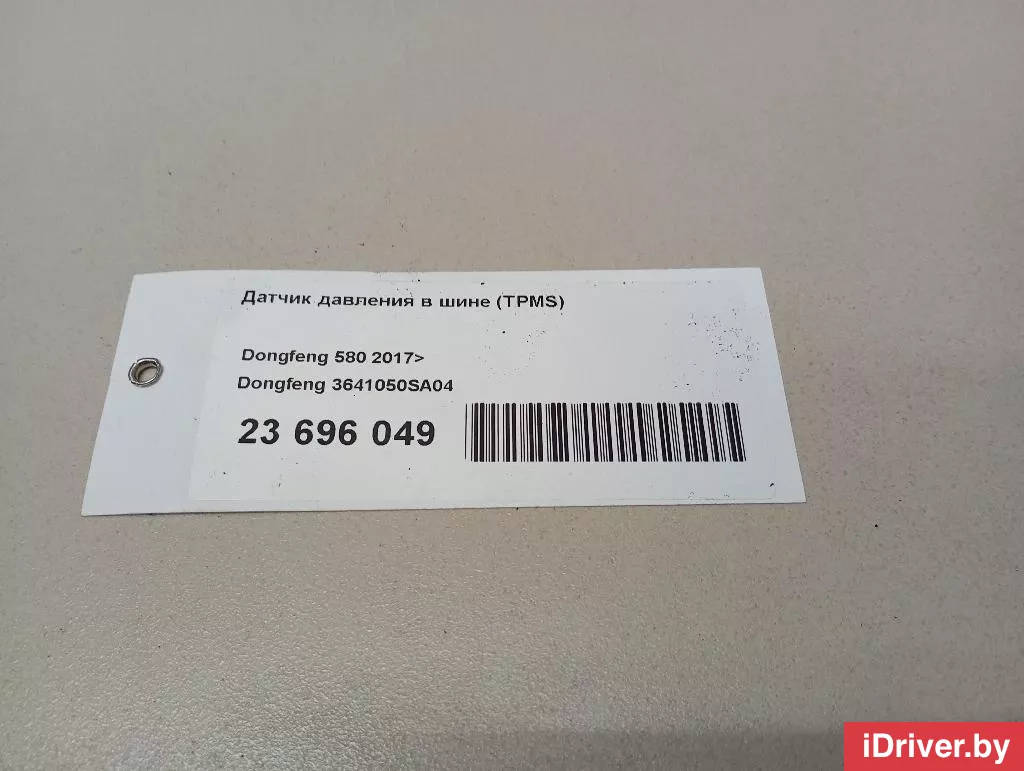 Датчик давления в шине (TPMS)
Dongfeng 580 2017>
Dongfeng 3641050SA04
23 696 049
iDriver.by